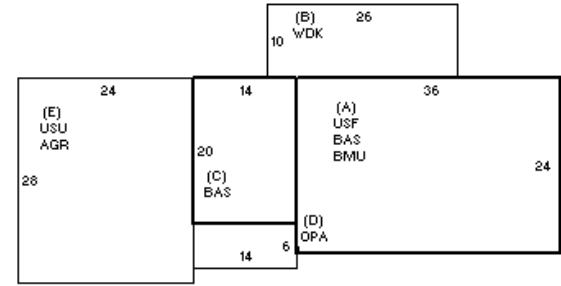 (B) 26
10 WDK
24
14
36
(E)
USU
AGR
(A)
USF
BAS
BMU
20
24
28
(C)
BAS
(D)
OPA
6
14